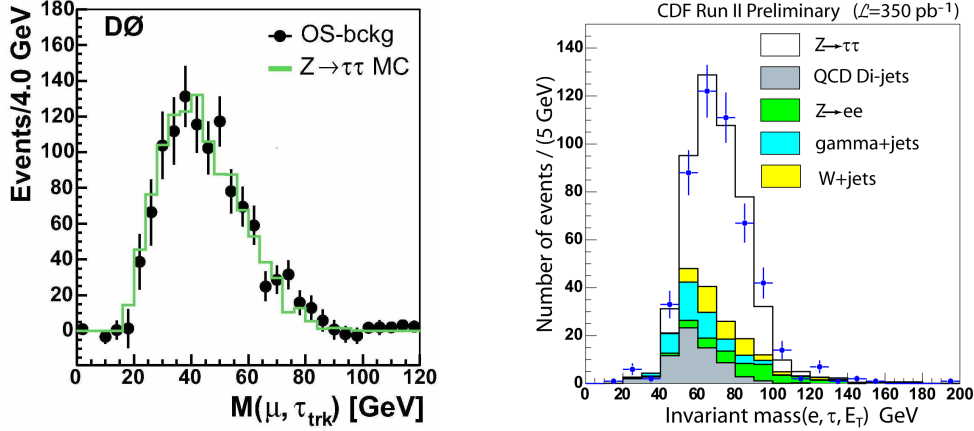 DØ
OS-bckg
Z→ττ MC
Events/4.0 GeV
180
160
140
120
100
80
60
40
20
0
0 20 40 60 80 100 120
M(μ, τtrk) [GeV]
CDF Run II Preliminary (ℒ=350 pb⁻¹)
Z→ττ
QCD Di-jets
Z→ee
gamma+jets
W+jets
Number of events / (5 GeV)
140
120
100
80
60
40
20
0
0 20 40 60 80 100 120 140 160 180 200
Invariant mass(e, τ, E_T) GeV